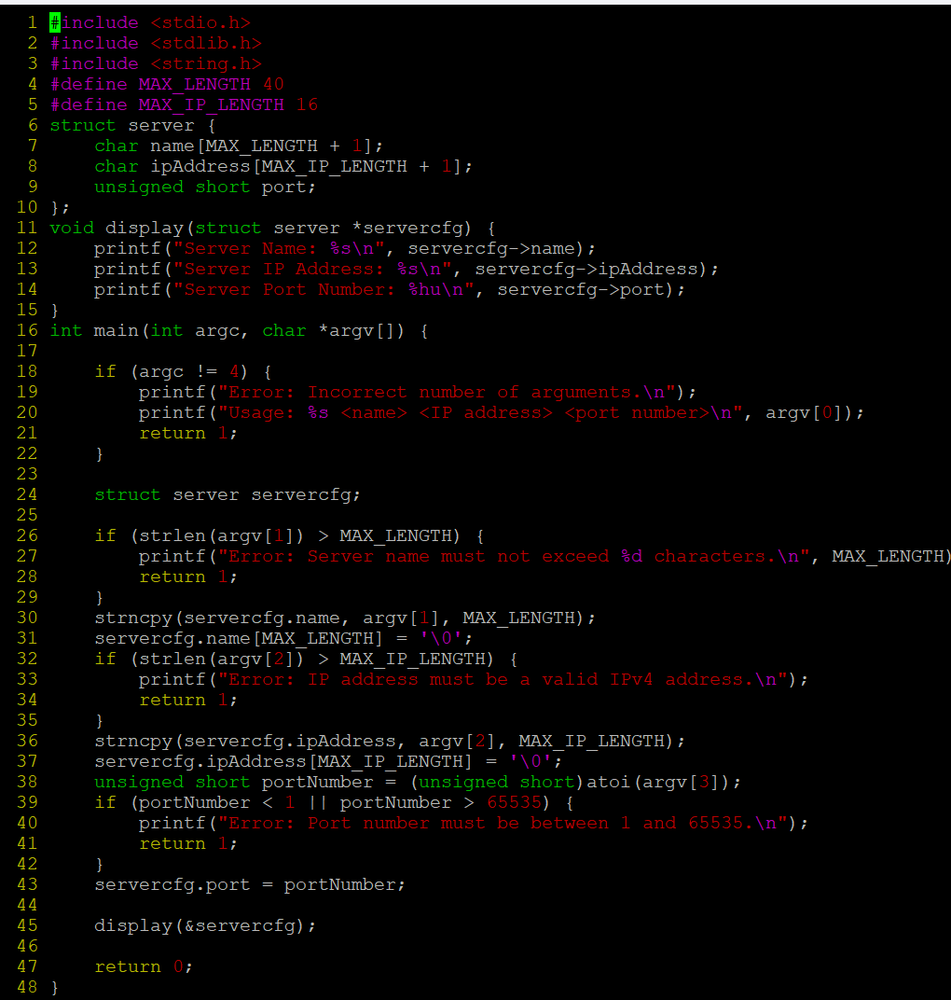 1 #include <stdio.h>
2 #include <stdlib.h>
3 #include <string.h>
4 #define MAX_LENGTH 40
5 #define MAX_IP_LENGTH 16
6 struct server {
7     char name[MAX_LENGTH + 1];
8     char ipAddress[MAX_IP_LENGTH + 1];
9     unsigned short port;
10 };
11 void display(struct server *servercfg) {
12     printf("Server Name: %s\n", servercfg->name);
13     printf("Server IP Address: %s\n", servercfg->ipAddress);
14     printf("Server Port Number: %hu\n", servercfg->port);
15 }
16 int main(int argc, char *argv[]) {
17
18     if (argc != 4) {
19         printf("Error: Incorrect number of arguments.\n");
20         printf("Usage: %s <name> <IP address> <port number>\n", argv[0]);
21         return 1;
22     }
23
24     struct server servercfg;
25
26     if (strlen(argv[1]) > MAX_LENGTH) {
27         printf("Error: Server name must not exceed %d characters.\n", MAX_LENGTH)
28         return 1;
29     }
30     strncpy(servercfg.name, argv[1], MAX_LENGTH);
31     servercfg.name[MAX_LENGTH] = '\0';
32     if (strlen(argv[2]) > MAX_IP_LENGTH) {
33         printf("Error: IP address must be a valid IPv4 address.\n");
34         return 1;
35     }
36     strncpy(servercfg.ipAddress, argv[2], MAX_IP_LENGTH);
37     servercfg.ipAddress[MAX_IP_LENGTH] = '\0';
38     unsigned short portNumber = (unsigned short)atoi(argv[3]);
39     if (portNumber < 1 || portNumber > 65535) {
40         printf("Error: Port number must be between 1 and 65535.\n");
41         return 1;
42     }
43     servercfg.port = portNumber;
44
45     display(&servercfg);
46
47     return 0;
48 }